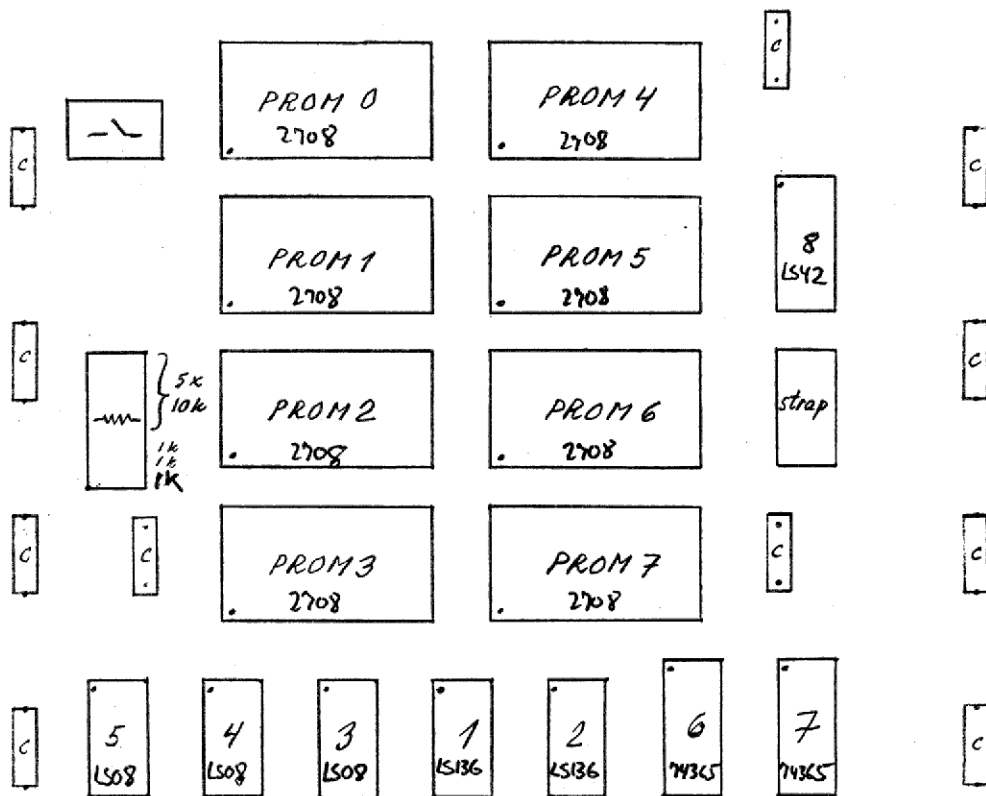 C
PROM 0
2708
PROM 4
2708
C
C
PROM 1
2708
PROM 5
2708
8
LS42
C
C
5x
10k
1k
1k
1K
PROM 2
2708
PROM 6
2708
strap
C
C
C
PROM 3
2708
PROM 7
2708
C
C
C
5
LS08
4
LS08
3
LS08
1
LS136
2
LS136
6
74365
7
74365
C